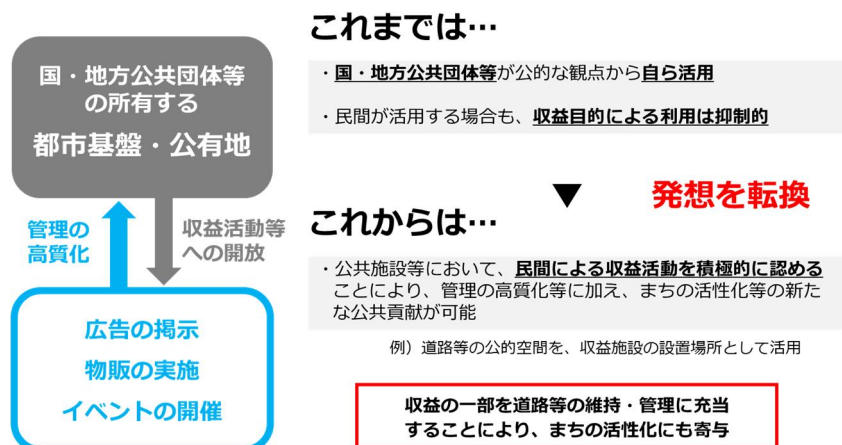 国・地方公共団体等
の所有する
都市基盤・公有地
管理の
高質化
収益活動等
への開放
広告の掲示
物販の実施
イベントの開催
これまでは…
・国・地方公共団体等が公的な観点から自ら活用
・民間が活用する場合も、収益目的による利用は抑制的
▼
発想を転換
これからは…
・公共施設等において、民間による収益活動を積極的に認める
ことにより、管理の高質化等に加え、まちの活性化等の新た
な公共貢献が可能
例）道路等の公的空間を、収益施設の設置場所として活用
収益の一部を道路等の維持・管理に充当
することにより、まちの活性化にも寄与